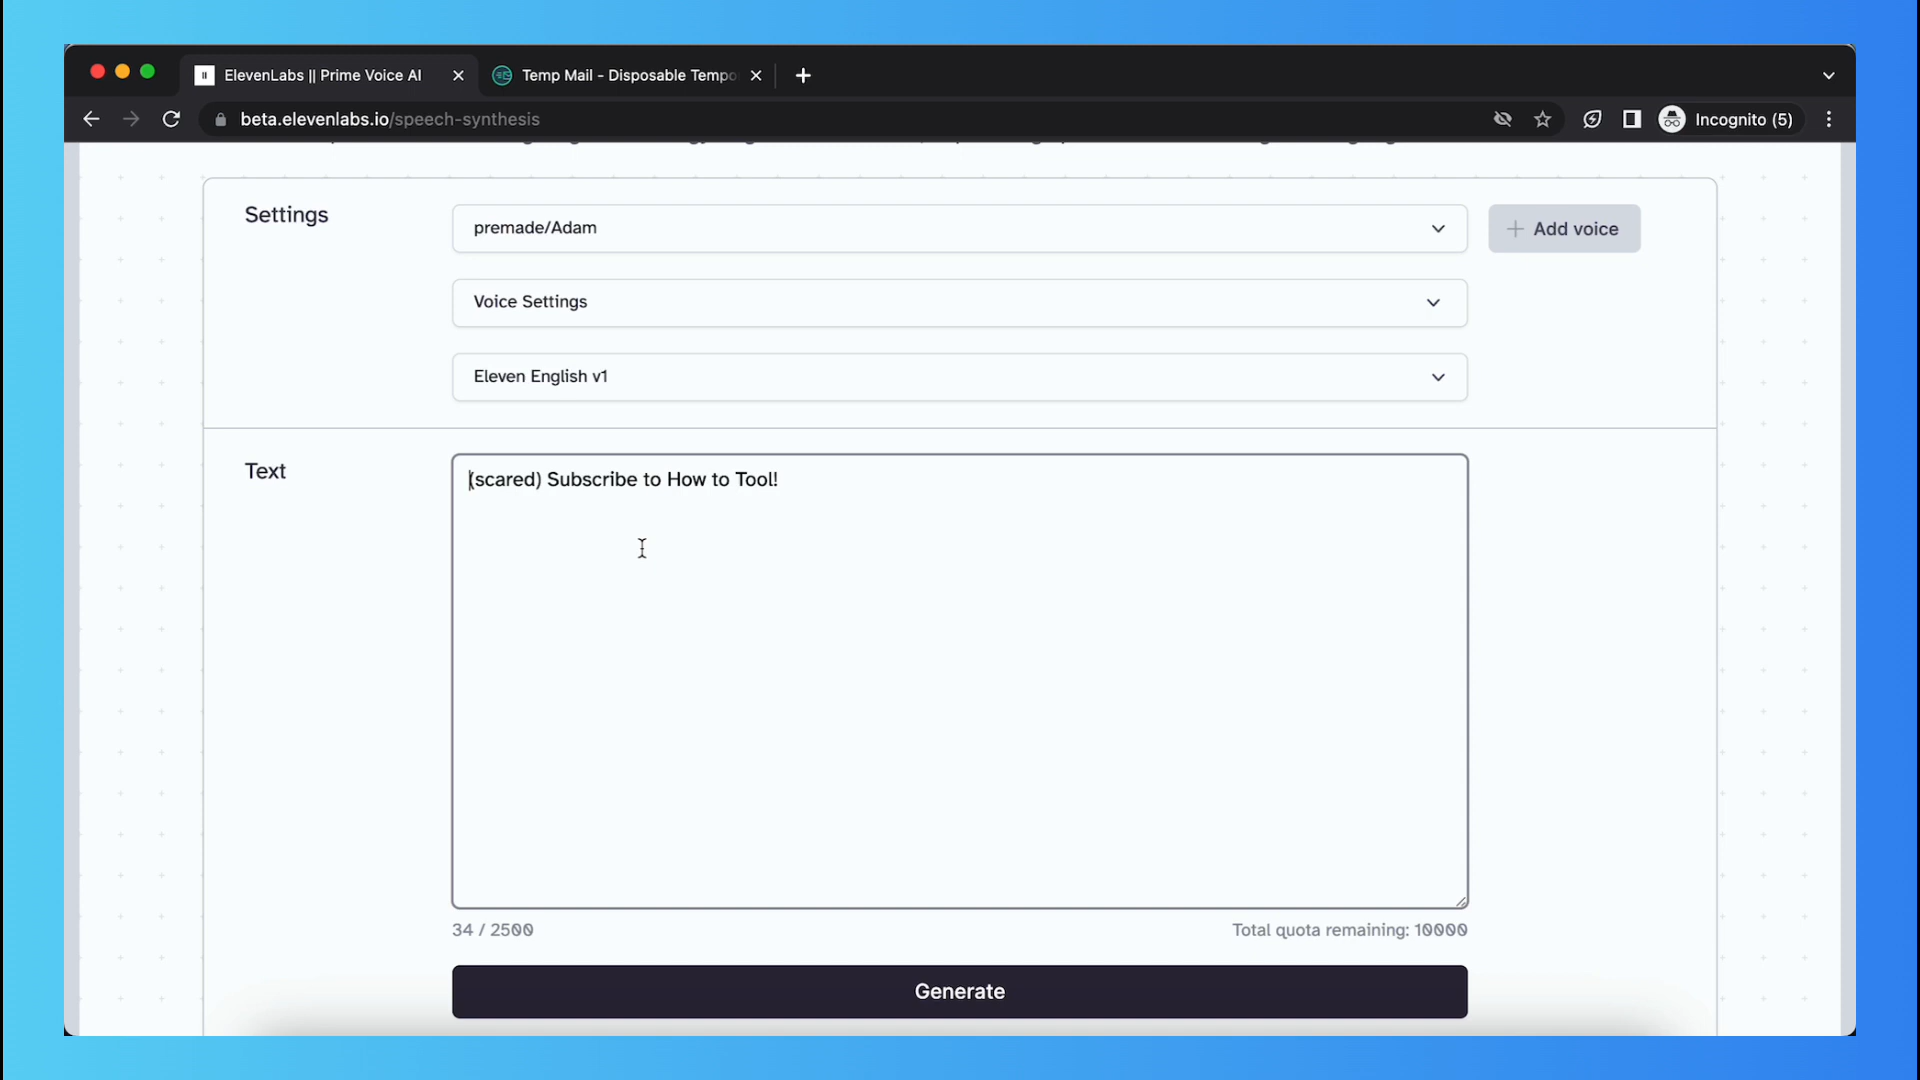 ElevenLabs || Prime Voice AI
Temp Mail - Disposable Tempo
beta.elevenlabs.io/speech-synthesis
Incognito (5)
Settings
premade/Adam
Add voice
Voice Settings
Eleven English v1
Text
(scared) Subscribe to How to Tool!
34 / 2500
Total quota remaining: 10000
Generate